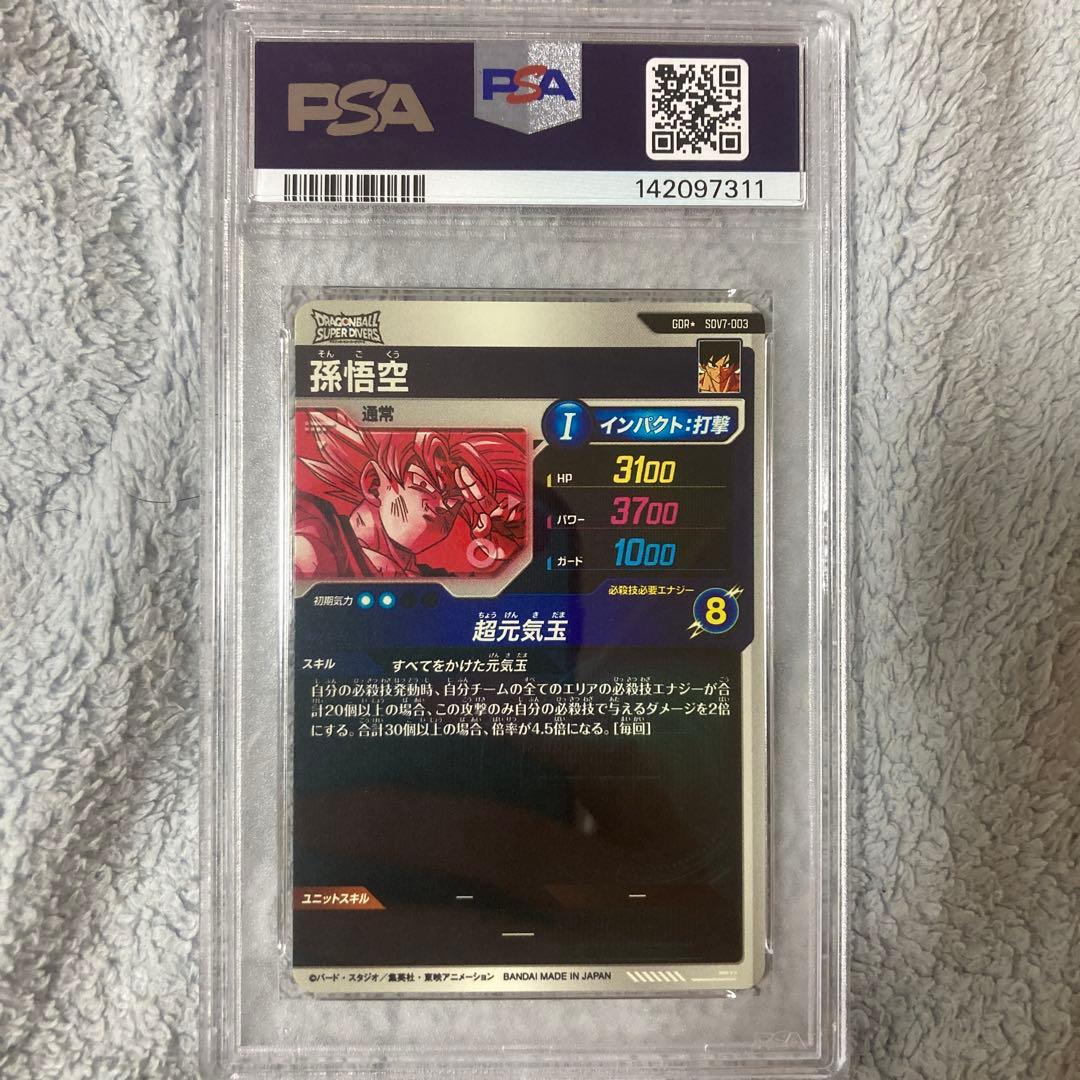 PSA
PSA
142097311
DRAGONBALL
SUPER DIVERS
GDR★ SDV7-003
そん ご くう
孫悟空
通常
I インパクト：打撃
HP 3100
パワー 3700
ガード 1000
初期気力
必殺技必要エナジー
8
ちょう げん き だま
超元気玉
スキル すべてをかけた元気玉
自分の必殺技発動時、自分チームの全てのエリアの必殺技エナジーが合
計20個以上の場合、この攻撃のみ自分の必殺技で与えるダメージを2倍
にする。合計30個以上の場合、倍率が4.5倍になる。[毎回]
ユニットスキル — —
—
©バード・スタジオ／集英社・東映アニメーション BANDAI MADE IN JAPAN
PSA